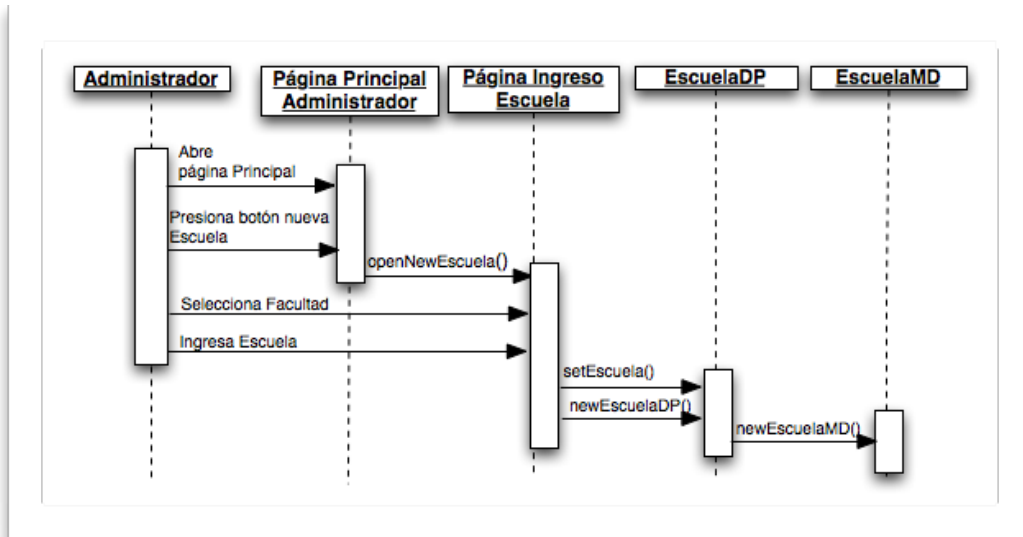 Administrador
Página Principal
Administrador
Página Ingreso
Escuela
EscuelaDP
EscuelaMD
Abre
página Principal
Presiona botón nueva
Escuela
openNewEscuela()
Selecciona Facultad
Ingresa Escuela
setEscuela()
newEscuelaDP()
newEscuelaMD()